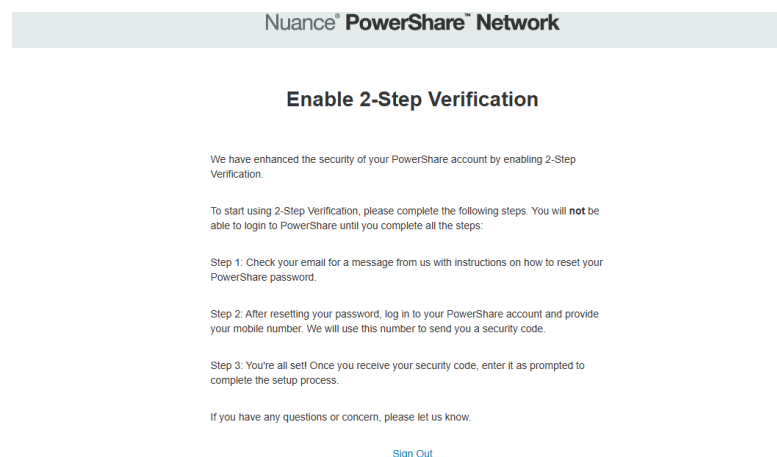 Nuance® PowerShare™ Network
Enable 2-Step Verification
We have enhanced the security of your PowerShare account by enabling 2-Step
Verification.
To start using 2-Step Verification, please complete the following steps. You will not be
able to login to PowerShare until you complete all the steps:
Step 1: Check your email for a message from us with instructions on how to reset your
PowerShare password.
Step 2: After resetting your password, log in to your PowerShare account and provide
your mobile number. We will use this number to send you a security code.
Step 3: You're all set! Once you receive your security code, enter it as prompted to
complete the setup process.
If you have any questions or concern, please let us know.
Sign Out